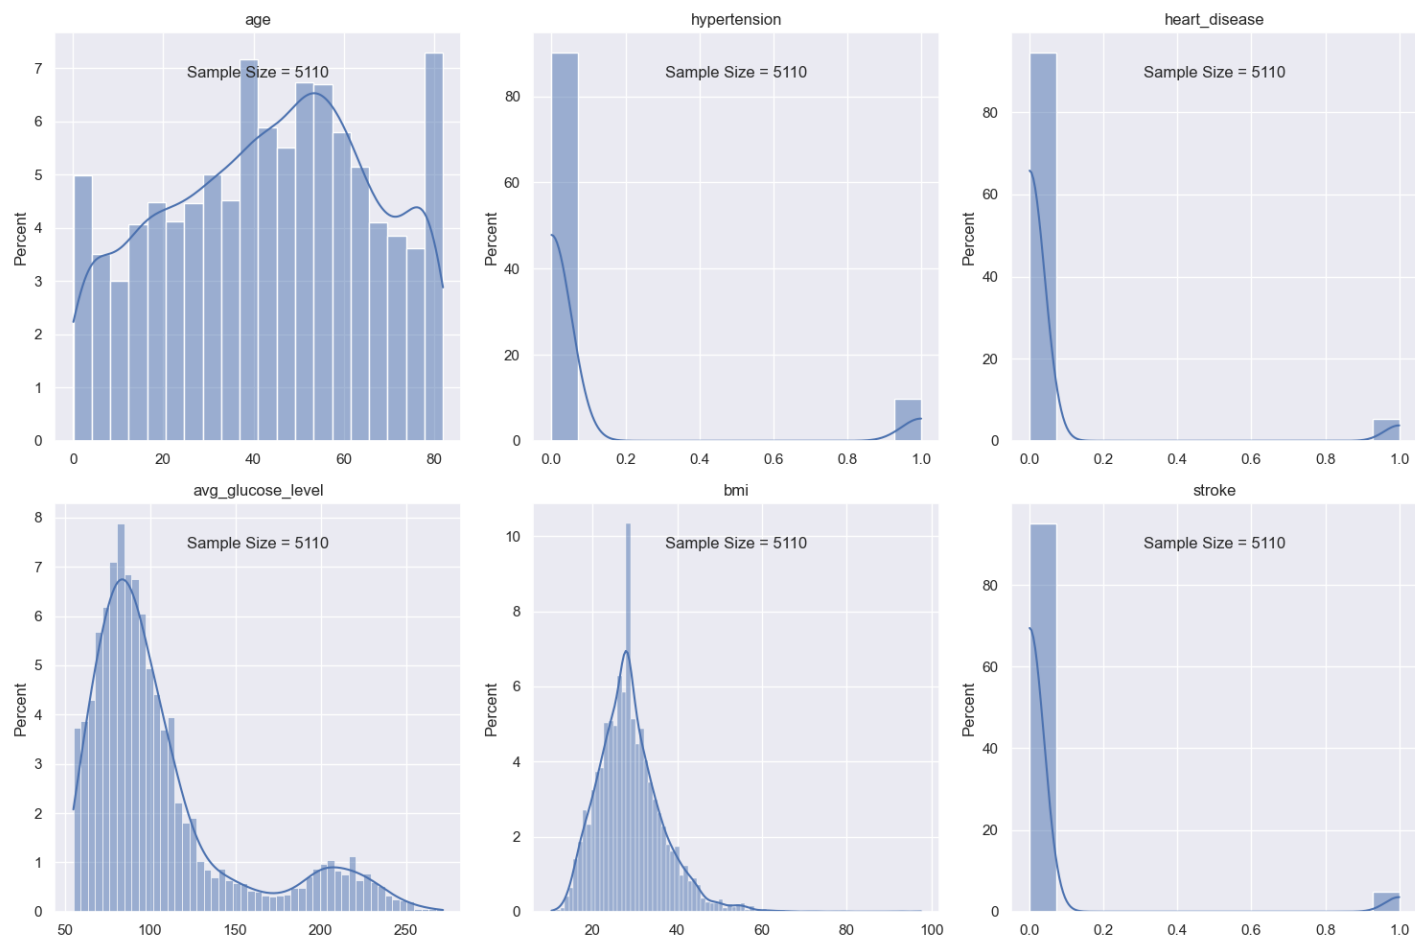 age
Sample Size = 5110
Percent
7
6
5
4
3
2
1
0
0 20 40 60 80
hypertension
Sample Size = 5110
Percent
80
60
40
20
0
0.0 0.2 0.4 0.6 0.8 1.0
heart_disease
Sample Size = 5110
Percent
80
60
40
20
0
0.0 0.2 0.4 0.6 0.8 1.0
avg_glucose_level
Sample Size = 5110
Percent
8
7
6
5
4
3
2
1
0
50 100 150 200 250
bmi
Sample Size = 5110
Percent
10
8
6
4
2
0
20 40 60 80 100
stroke
Sample Size = 5110
Percent
80
60
40
20
0
0.0 0.2 0.4 0.6 0.8 1.0